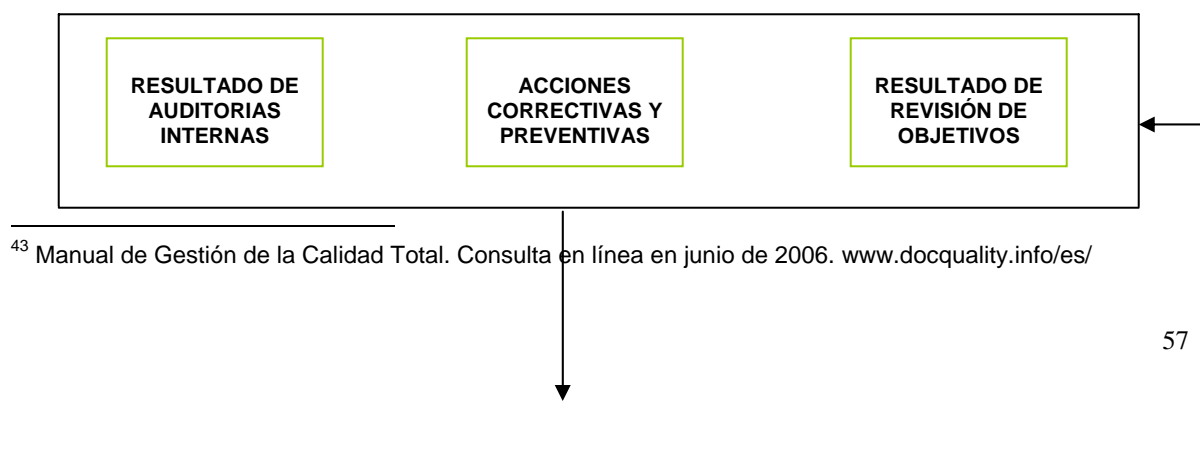 RESULTADO DE
AUDITORIAS
INTERNAS
ACCIONES
CORRECTIVAS Y
PREVENTIVAS
RESULTADO DE
REVISIÓN DE
OBJETIVOS
43 Manual de Gestión de la Calidad Total. Consulta en línea en junio de 2006. www.docquality.info/es/
57